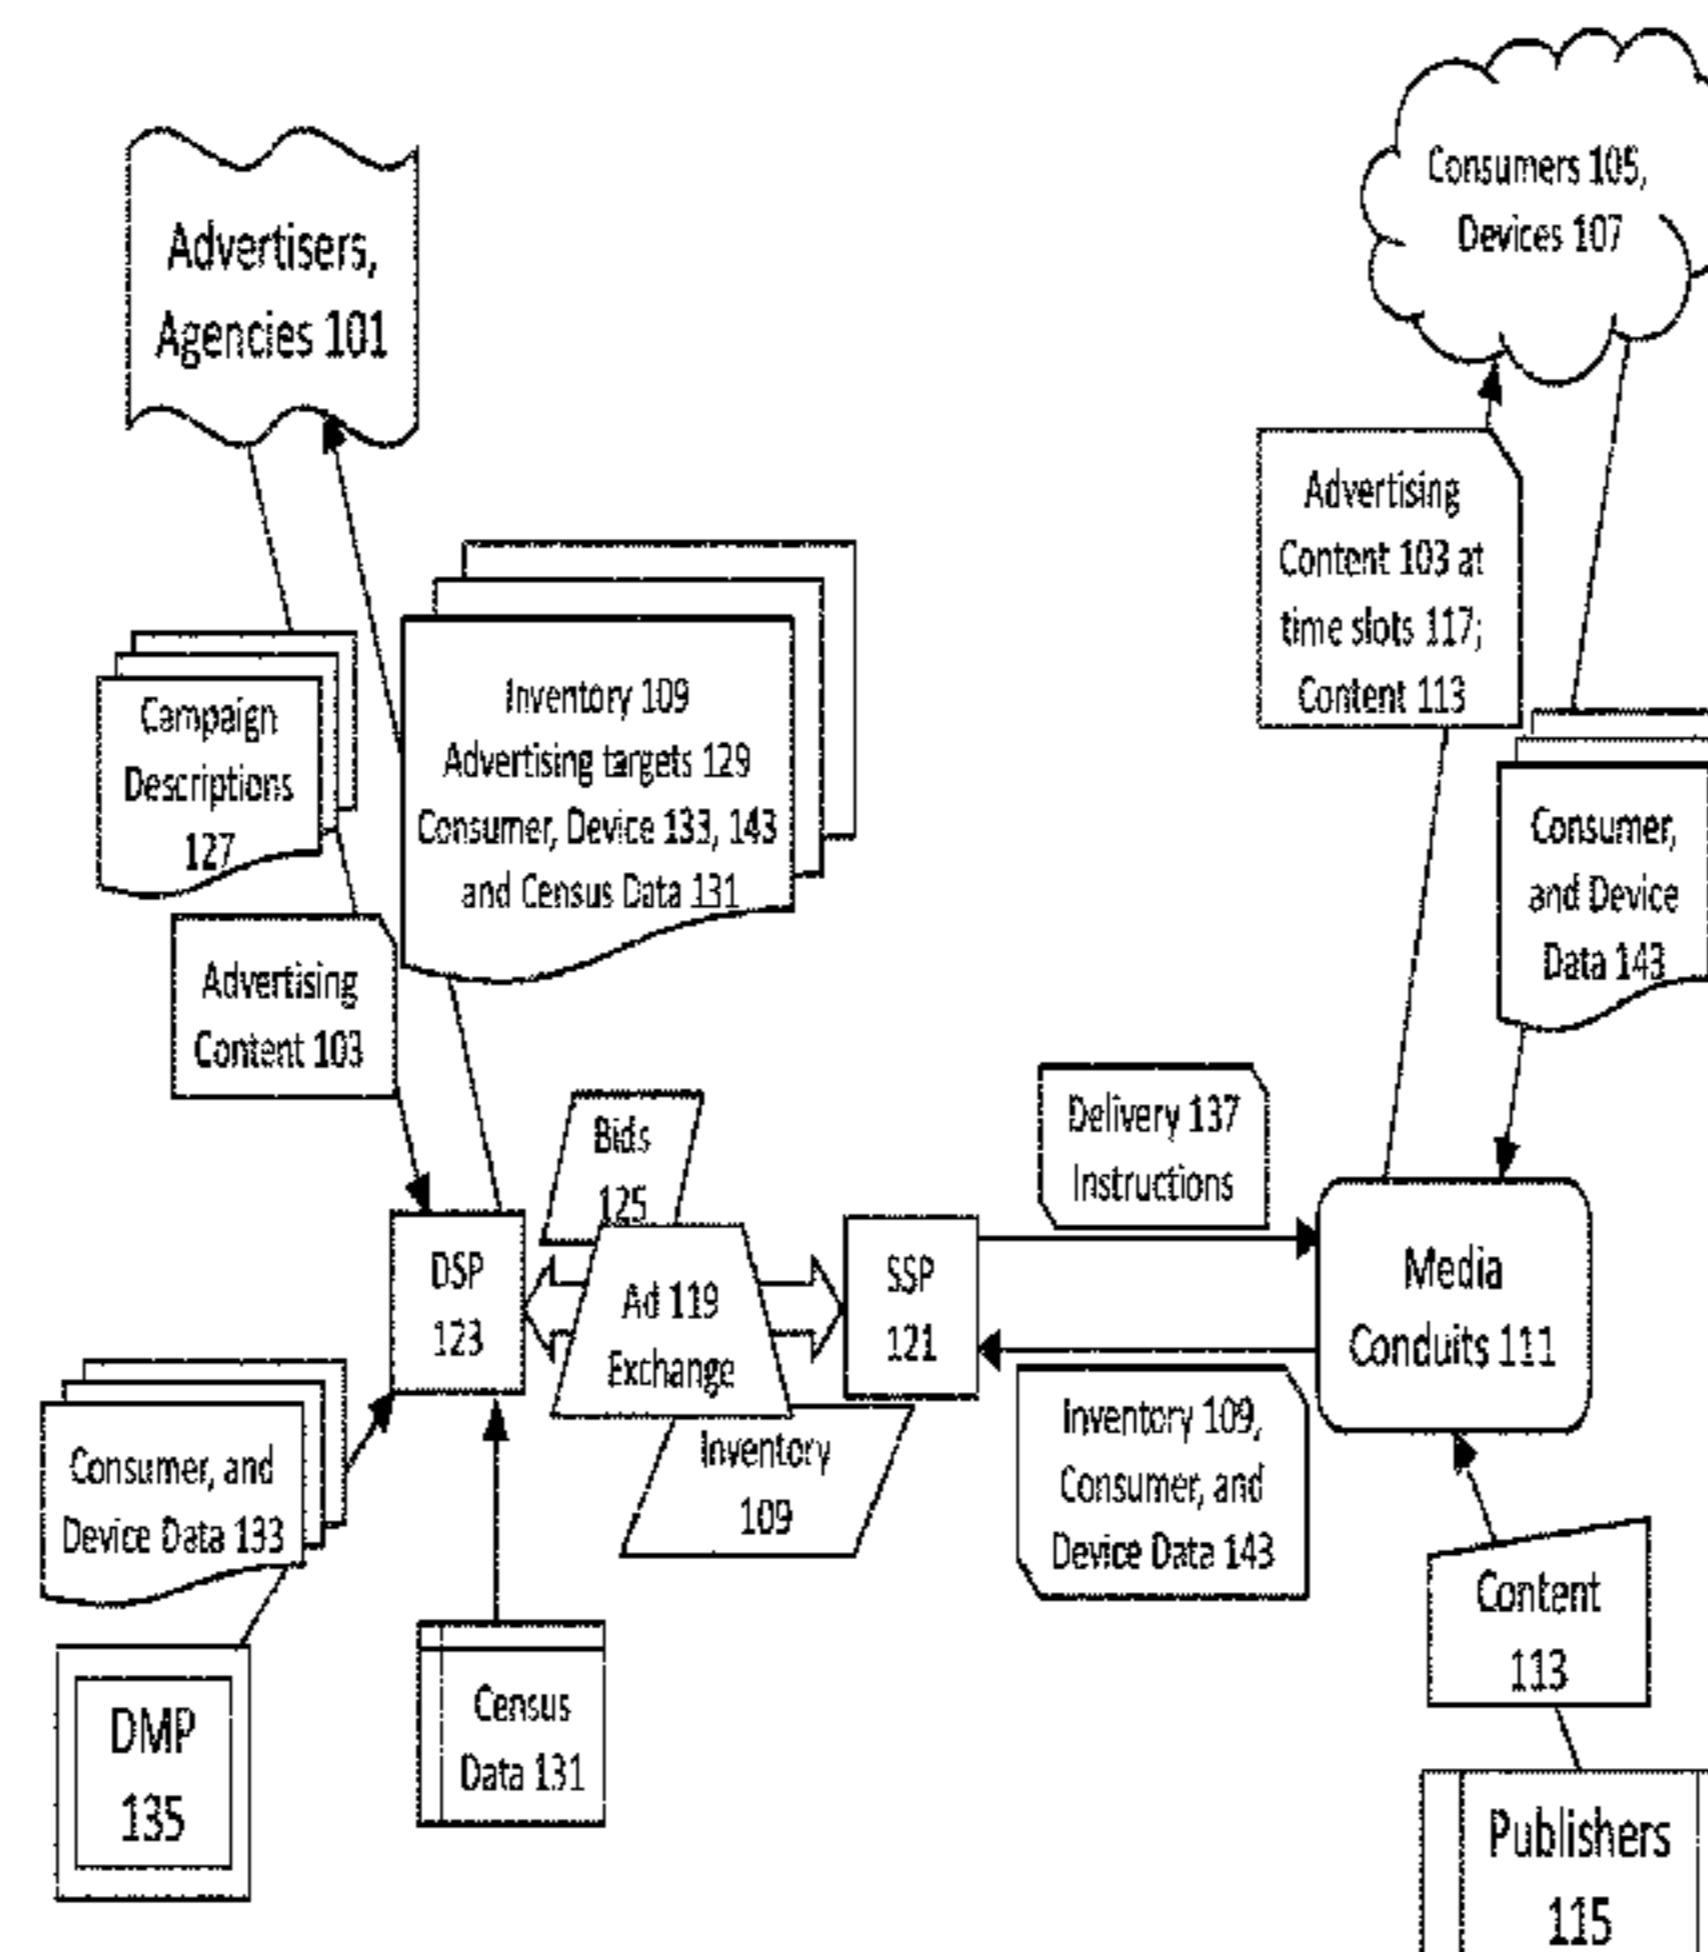 Advertisers,
Agencies 101
Consumers 105,
Devices 107
Advertising
Content 103 at
time slots 117;
Content 113
Inventory 109
Advertising targets 129
Consumer, Device 133, 143
and Census Data 131
Campaign
Descriptions
127
Consumer,
and Device
Data 143
Advertising
Content 103
Bids
125
Delivery 137
Instructions
DSP
123
Ad 119
Exchange
SSP
121
Media
Conduits 111
Inventory
109
Inventory 109,
Consumer, and
Device Data 143
Consumer, and
Device Data 133
Content
113
DMP
135
Census
Data 131
Publishers
115